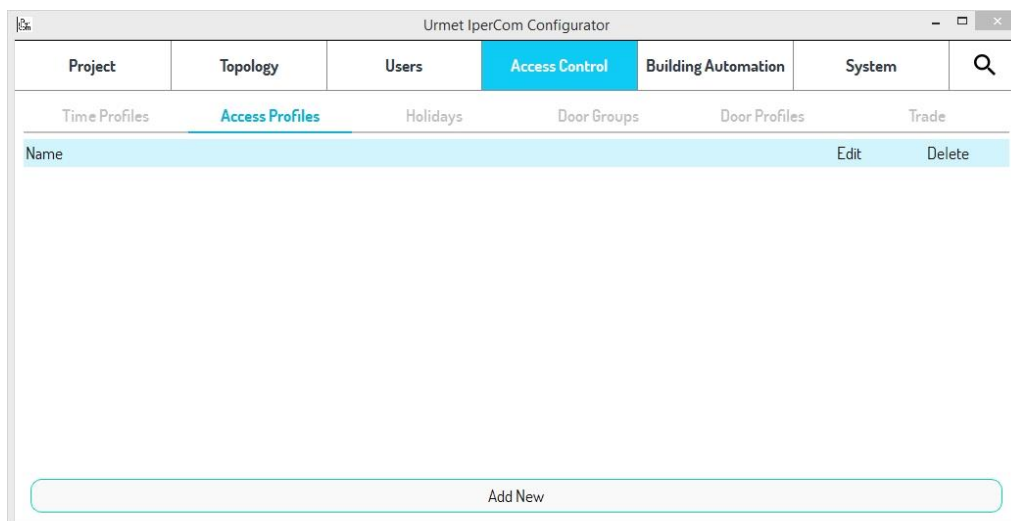 Urmet IperCom Configurator
Project Topology Users Access Control Building Automation System
Time Profiles Access Profiles Holidays Door Groups Door Profiles Trade
Name Edit Delete
Add New